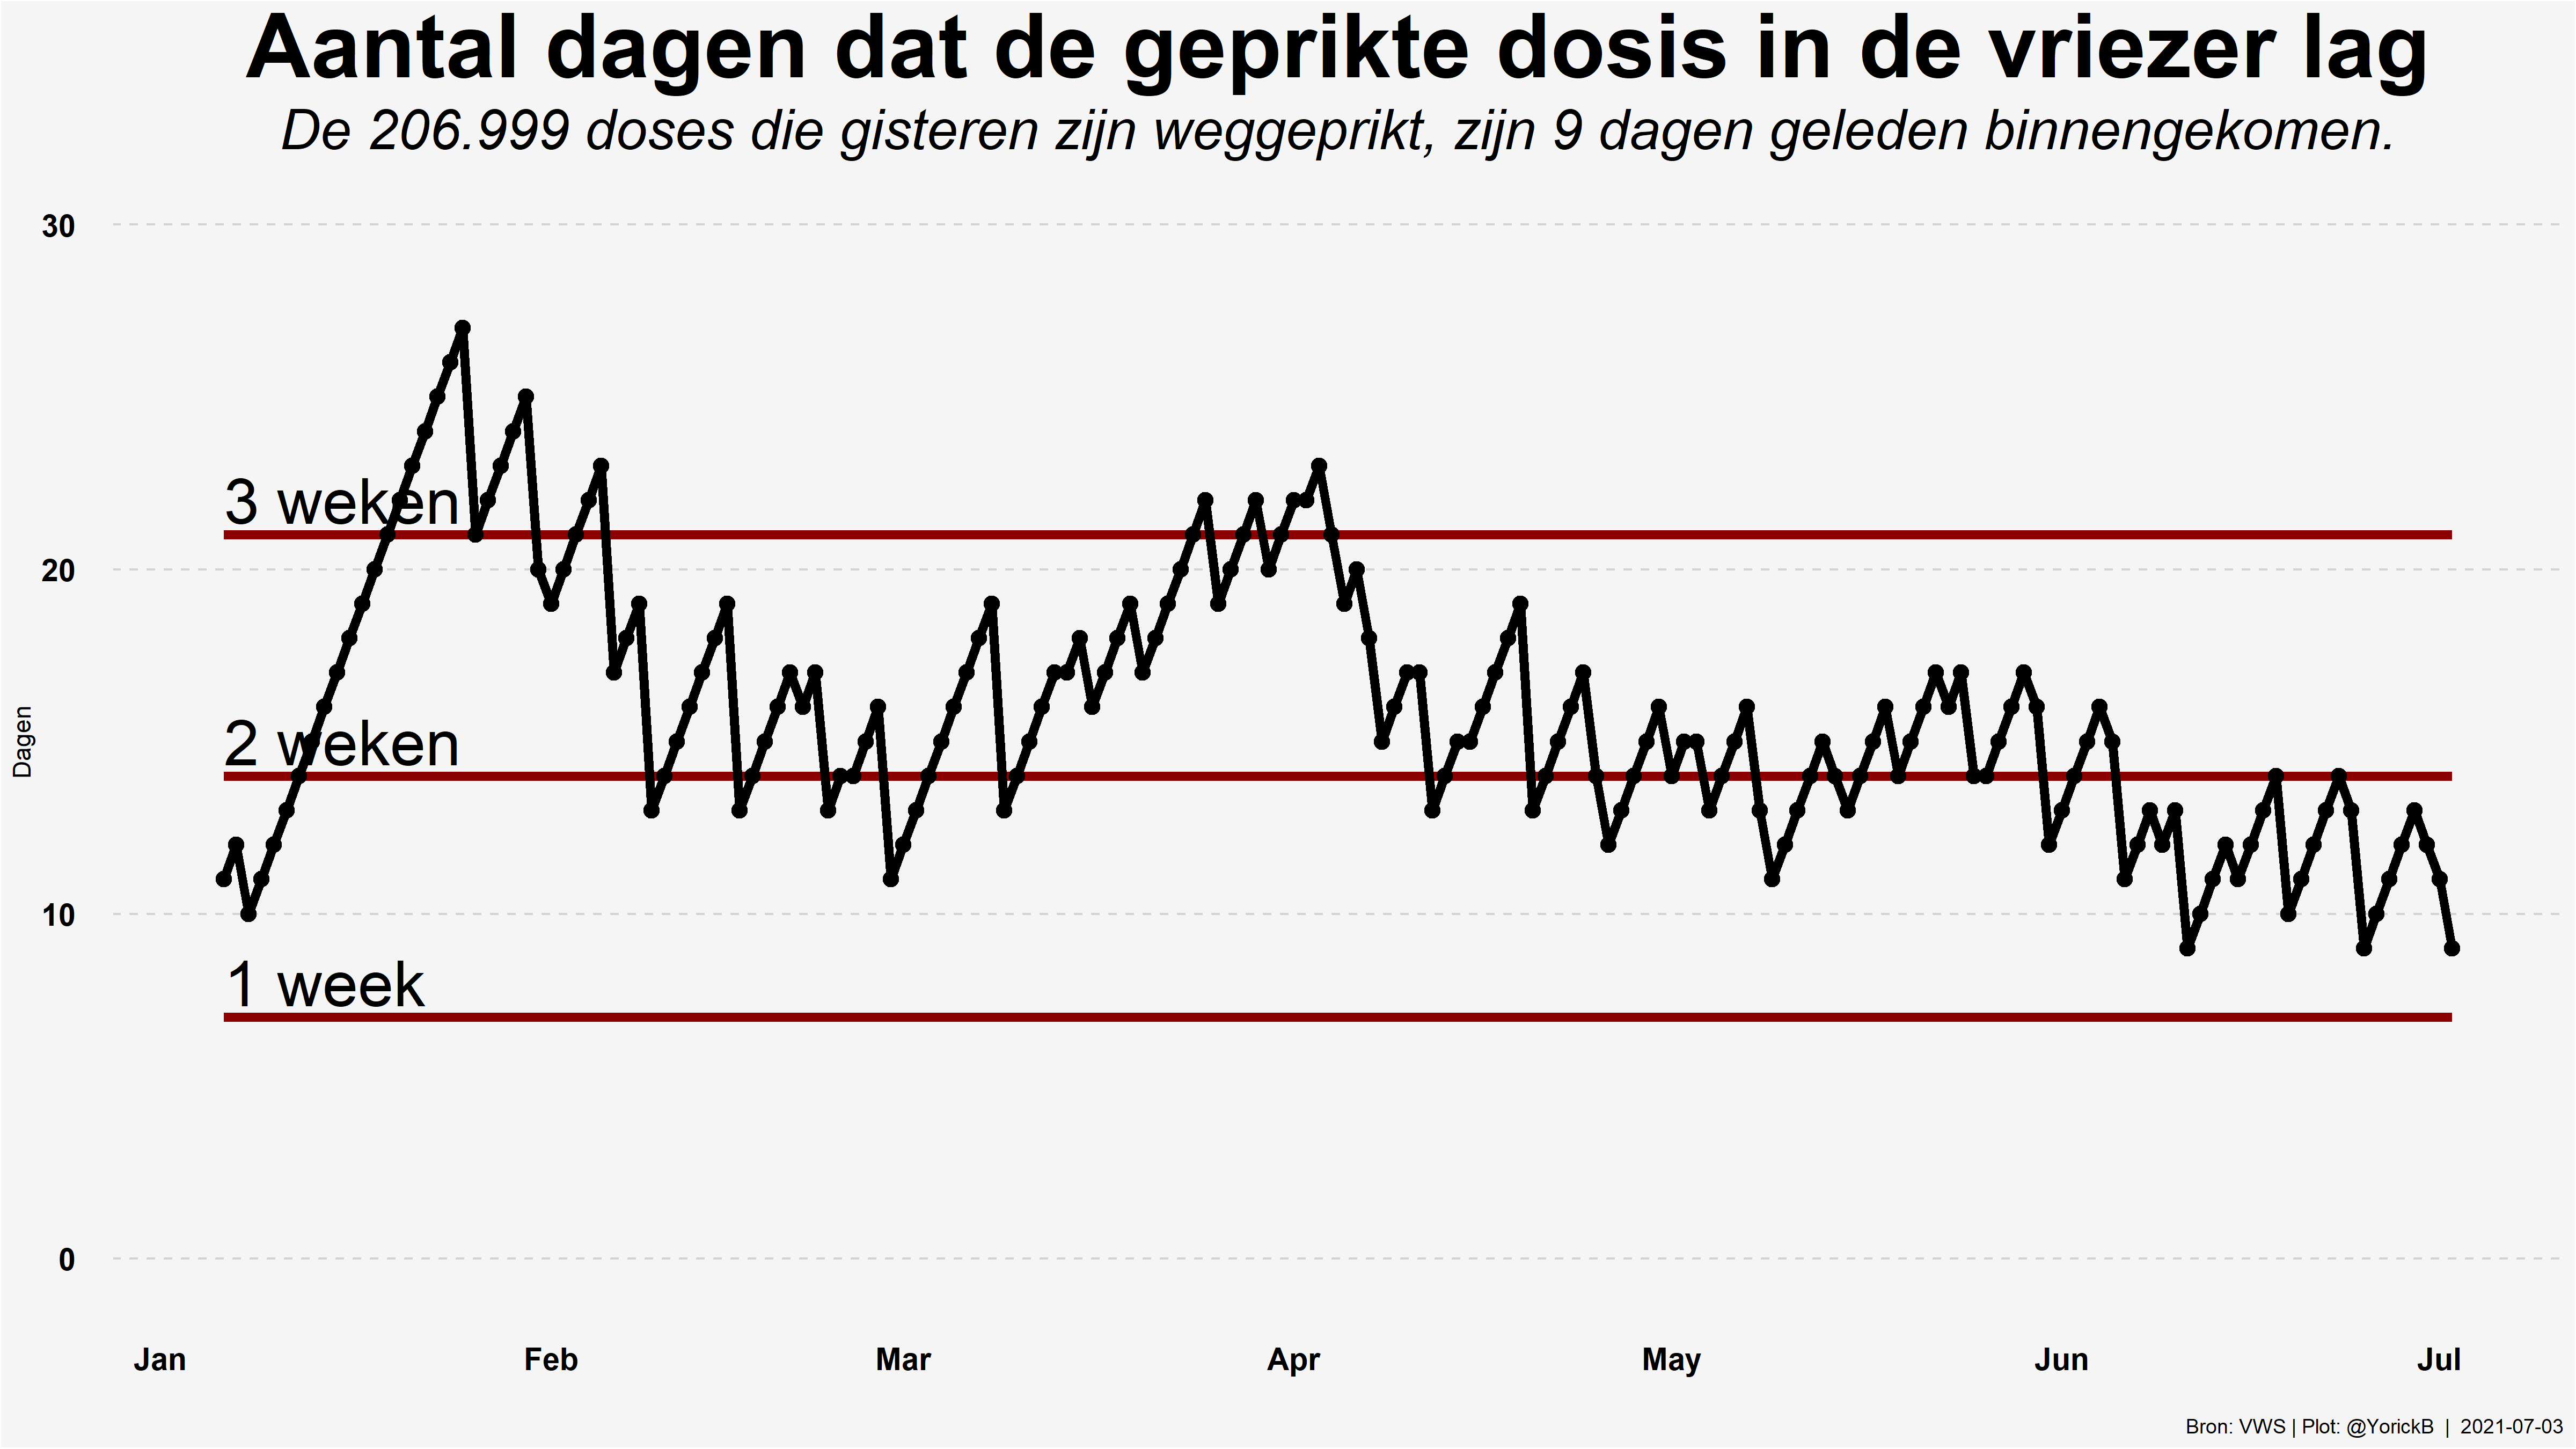 Aantal dagen dat de geprikte dosis in de vriezer lag
De 206.999 doses die gisteren zijn weggeprikt, zijn 9 dagen geleden binnengekomen.
30
3 weken
20
2 weken
Dagen
10
1 week
0
Jan Feb Mar Apr May Jun Jul
Bron: VWS | Plot: @YorickB | 2021-07-03